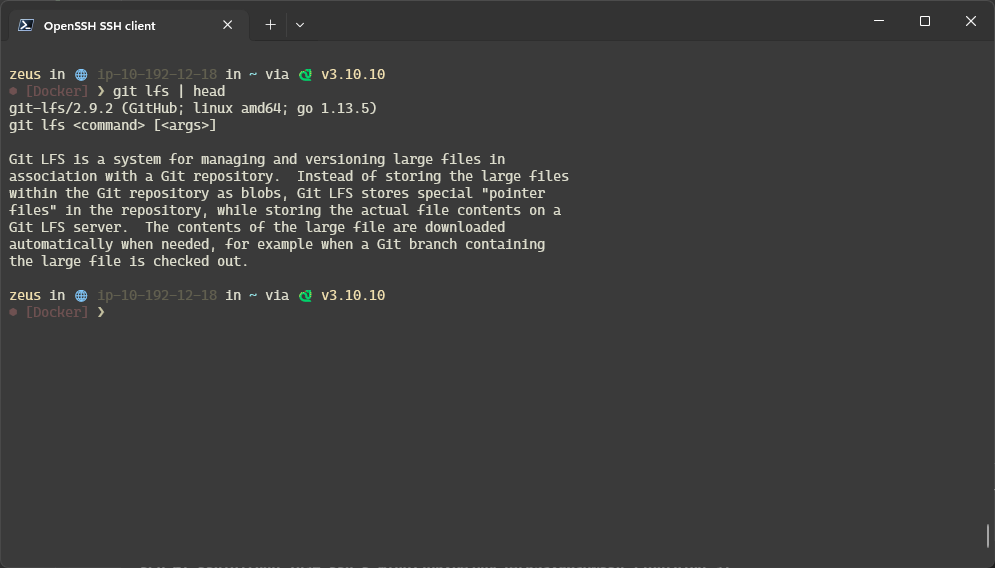 OpenSSH SSH client
zeus in 🌐 ip-10-192-12-18 in ~ via 🐍 v3.10.10
[Docker] ❯ git lfs | head
git-lfs/2.9.2 (GitHub; linux amd64; go 1.13.5)
git lfs <command> [<args>]
Git LFS is a system for managing and versioning large files in
association with a Git repository.  Instead of storing the large files
within the Git repository as blobs, Git LFS stores special "pointer
files" in the repository, while storing the actual file contents on a
Git LFS server.  The contents of the large file are downloaded
automatically when needed, for example when a Git branch containing
the large file is checked out.
zeus in 🌐 ip-10-192-12-18 in ~ via 🐍 v3.10.10
[Docker] ❯